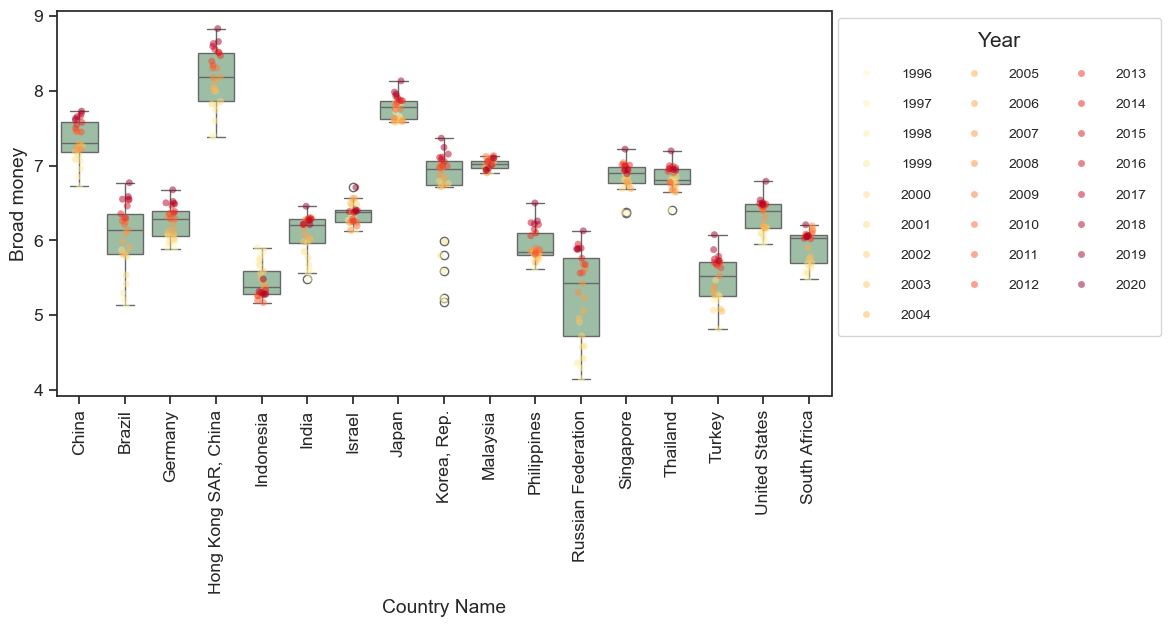 9
8
7
6
5
4
Broad money
China
Brazil
Germany
Hong Kong SAR, China
Indonesia
India
Israel
Japan
Korea, Rep.
Malaysia
Philippines
Russian Federation
Singapore
Thailand
Turkey
United States
South Africa
Country Name
Year
1996 2005 2013
1997 2006 2014
1998 2007 2015
1999 2008 2016
2000 2009 2017
2001 2010 2018
2002 2011 2019
2003 2012 2020
2004